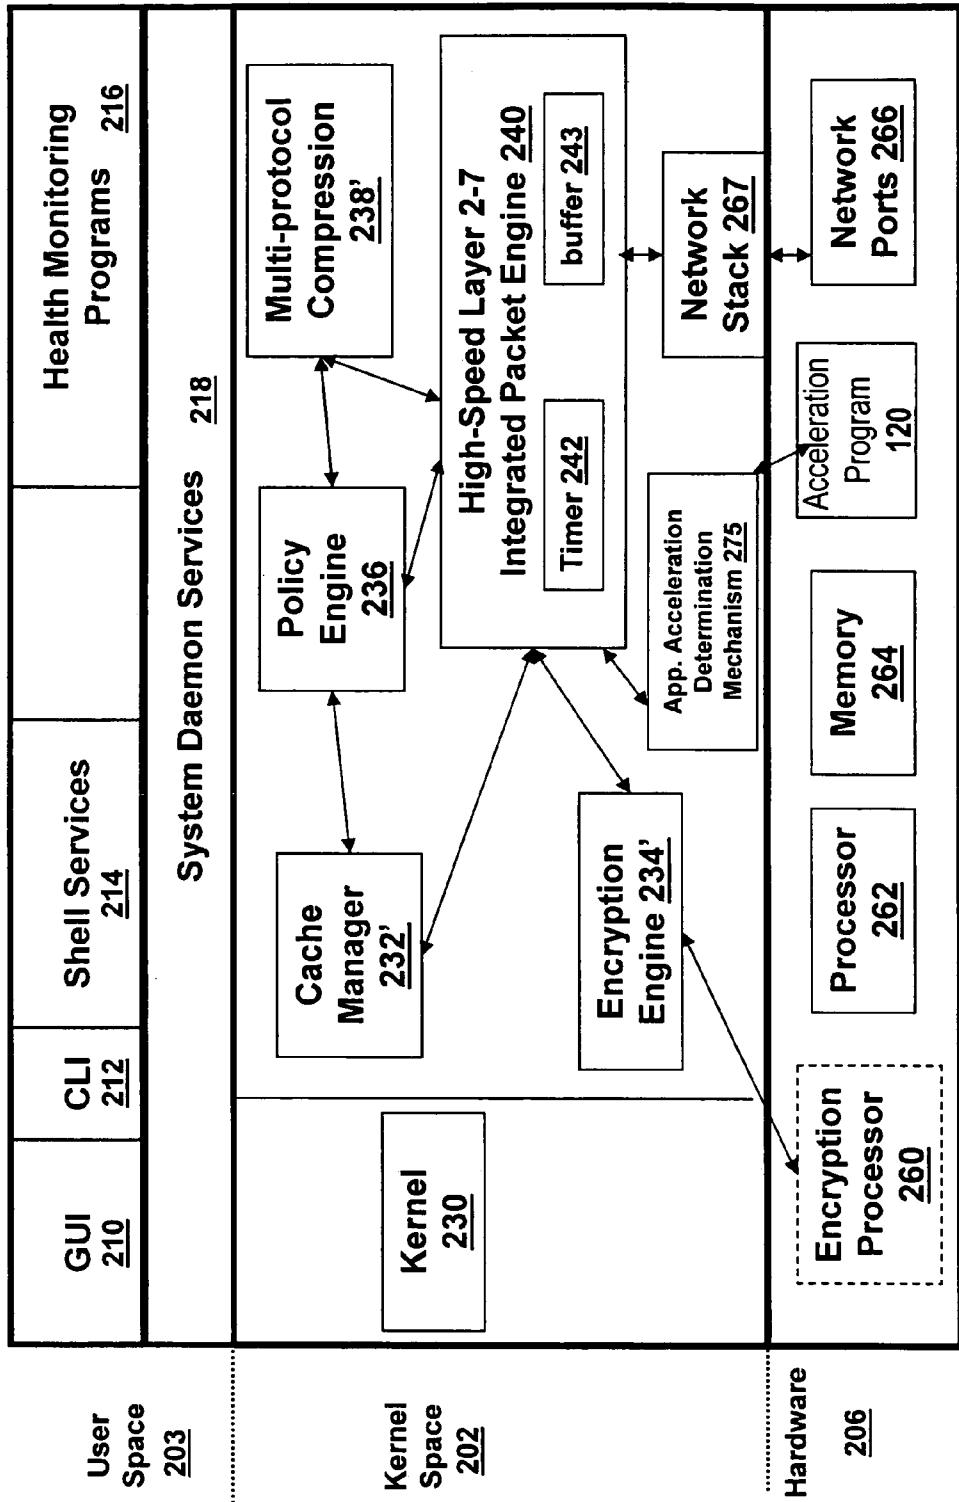 User
Space
203
GUI
210
CLI
212
Shell Services
214
Health Monitoring
Programs 216
System Daemon Services 218
Kernel
Space
202
Kernel
230
Cache
Manager
232'
Policy
Engine
236
Multi-protocol
Compression
238'
High-Speed Layer 2-7
Integrated Packet Engine 240
Timer 242
buffer 243
Encryption
Engine 234'
App. Acceleration
Determination
Mechanism 275
Network
Stack 267
Hardware
206
Encryption
Processor
260
Processor
262
Memory
264
Acceleration
Program
120
Network
Ports 266